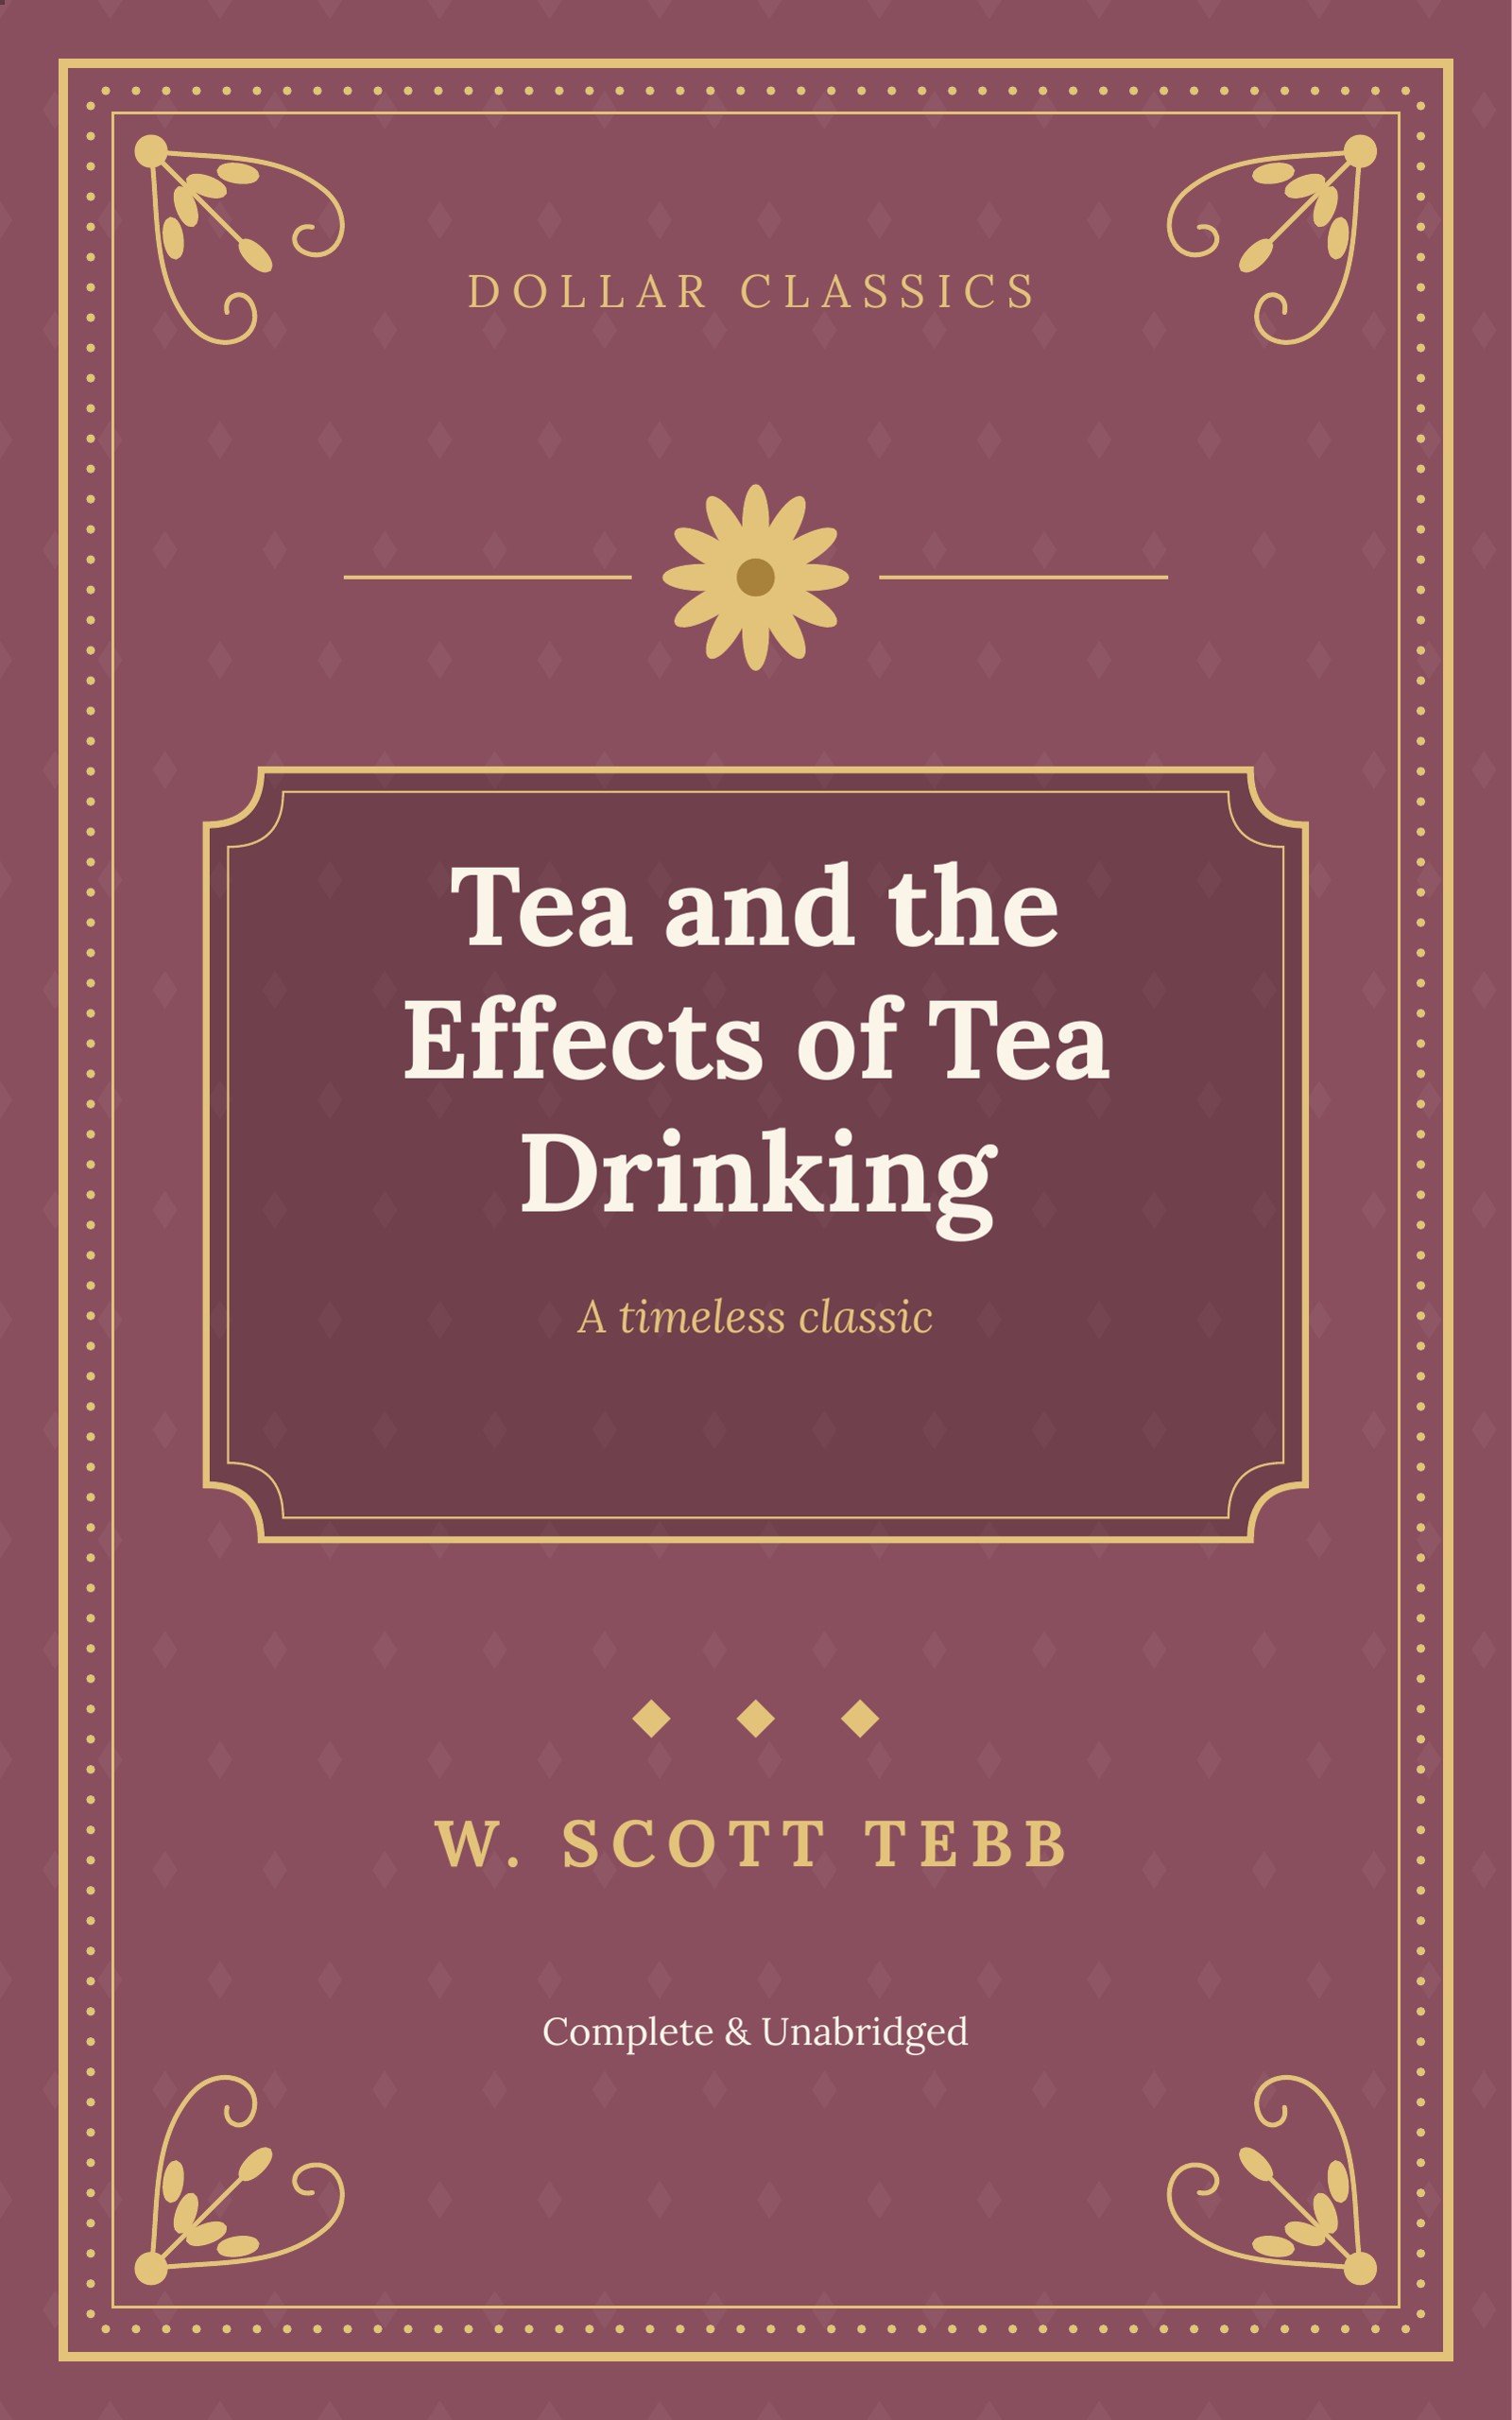 DOLLAR CLASSICS
Tea and the
Effects of Tea
Drinking
A timeless classic
W. SCOTT TEBB
Complete & Unabridged